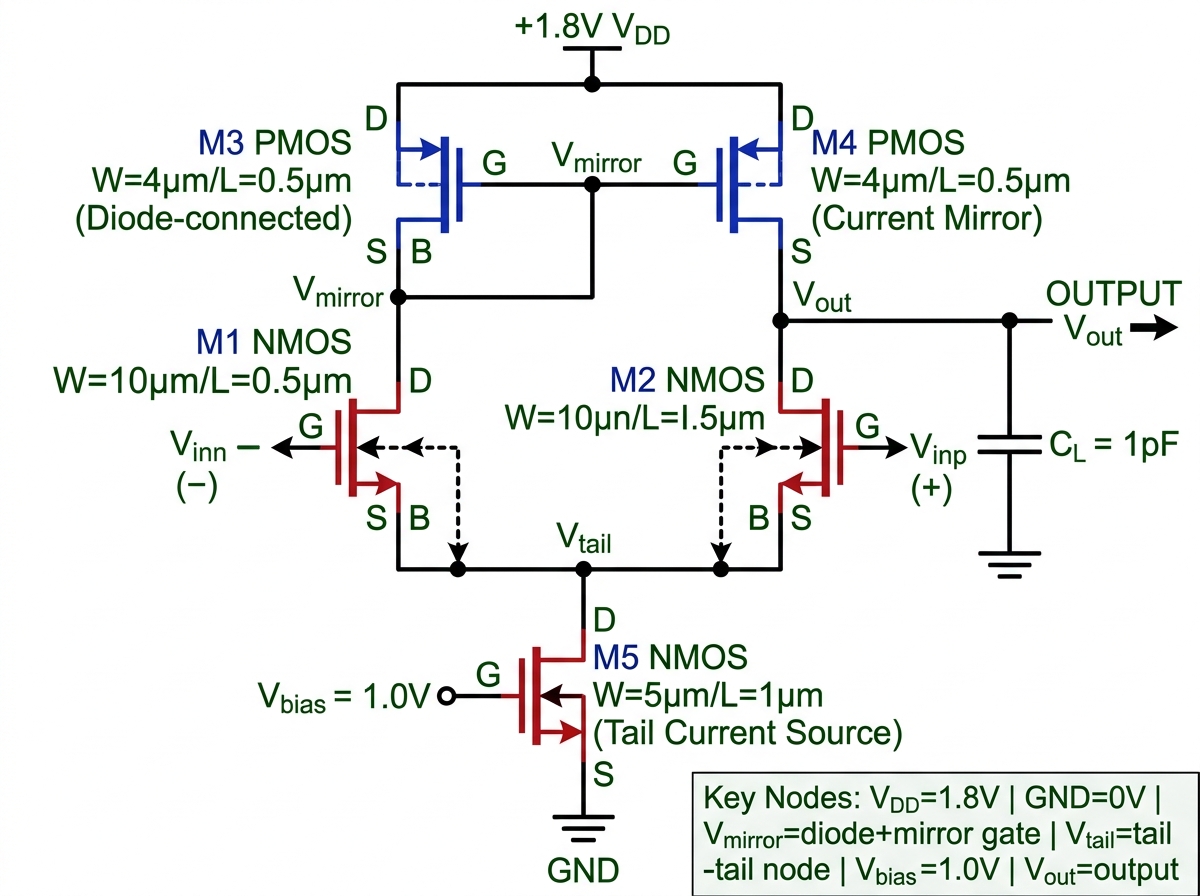 +1.8V VDD
D
D
M3 PMOS
W=4μm/L=0.5μm
(Diode-connected)
G
Vmirror
G
M4 PMOS
W=4μm/L=0.5μm
(Current Mirror)
S B
S
Vmirror
Vout
OUTPUT
Vout
M1 NMOS
W=10μm/L=0.5μm
D
M2 NMOS
W=10μn/L=I.5μm
D
G
Vinn –
(−)
G
Vinp
(+)
CL = 1pF
S B
B S
Vtail
D
M5 NMOS
W=5μm/L=1μm
(Tail Current Source)
G
Vbias = 1.0V
S
GND
Key Nodes: VDD=1.8V | GND=0V |
Vmirror=diode+mirror gate | Vtail=tail
-tail node | Vbias=1.0V | Vout=output